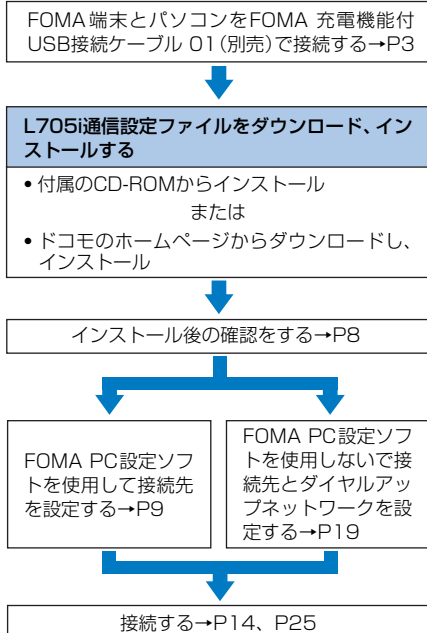 FOMA端末とパソコンをFOMA 充電機能付
USB接続ケーブル 01(別売)で接続する→P3
L705i通信設定ファイルをダウンロード、イン
ストールする
• 付属のCD-ROMからインストール
または
• ドコモのホームページからダウンロードし、
インストール
インストール後の確認をする→P8
FOMA PC設定ソフ
トを使用して接続先
を設定する→P9
FOMA PC設定ソフ
トを使用しないで接
続先とダイヤルアッ
プネットワークを設
定する→P19
接続する→P14、P25